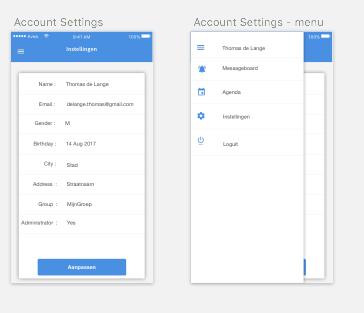 Account Settings
9:41 AM 100%
Instellingen
Name : Thomas de Lange
Email : delange.thomas@gmail.com
Gender : M
Birthday : 14 Aug 2017
City : Stad
Address : Straatnaam
Group : MijnGroep
Administrator : Yes
Aanpassen
Account Settings - menu
100%
Thomas de Lange
Messageboard
Agenda
Instellingen
Loguit